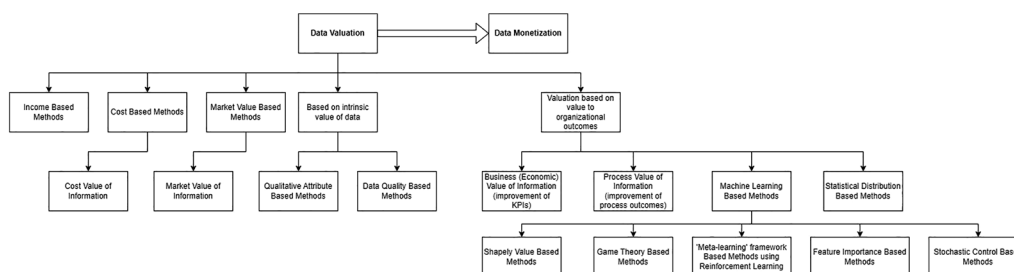 Data Valuation
Data Monetization
Income Based
Methods
Cost Based Methods
Market Value Based
Methods
Based on intrinsic
value of data
Valuation based on
value to
organizational
outcomes
Cost Value of
Information
Market Value of
Information
Qualitative Attribute
Based Methods
Data Quality Based
Methods
Business (Economic)
Value of Information
(improvement of
KPIs)
Process Value of
Information
(improvement of
process outcomes)
Machine Learning
Based Methods
Statistical Distribution
Based Methods
Shapely Value Based
Methods
Game Theory Based
Methods
'Meta-learning' framework
Based Methods using
Reinforcement Learning
Feature Importance Based
Methods
Stochastic Control Base
Methods